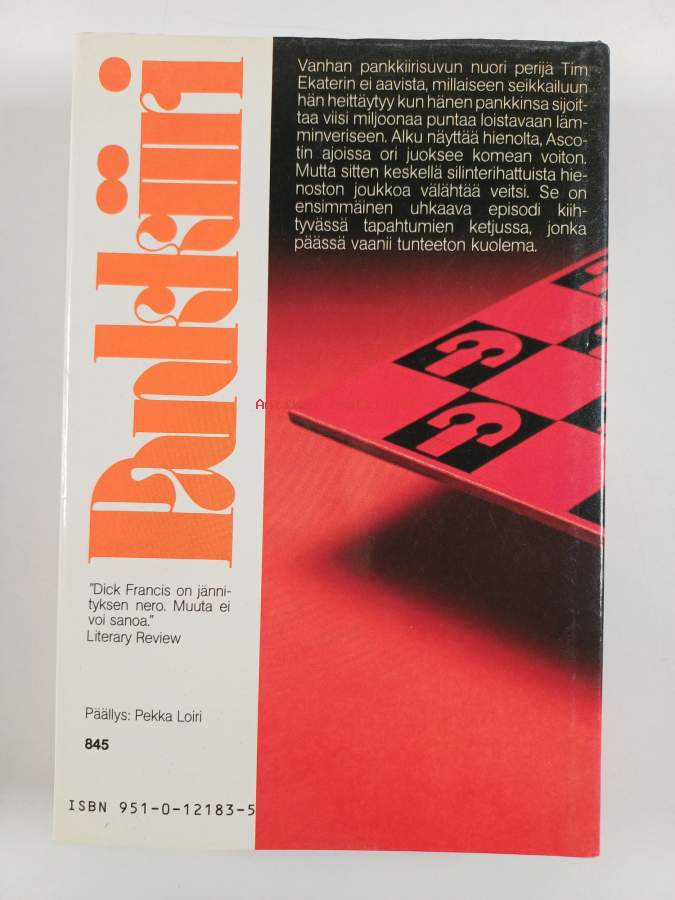 Vanhan pankkiirisuvun nuori perijä Tim
Ekaterin ei aavista, millaiseen seikkailuun
hän heittäytyy kun hänen pankkinsa sijoit-
taa viisi miljoonaa puntaa loistavaan läm-
minveriseen. Alku näyttää hienolta, Asco-
tin ajoissa ori juoksee komean voiton.
Mutta sitten keskellä silinterihattuista hie-
noston joukkoa välähtää veitsi. Se on
ensimmäinen uhkaava episodi kiih-
tyvässä tapahtumien ketjussa, jonka
päässä vaanii tunteeton kuolema.
Pankkiiri
"Dick Francis on jänni-
tyksen nero. Muuta ei
voi sanoa."
Literary Review
Päällys: Pekka Loiri
845
ISBN 951-0-12183-5